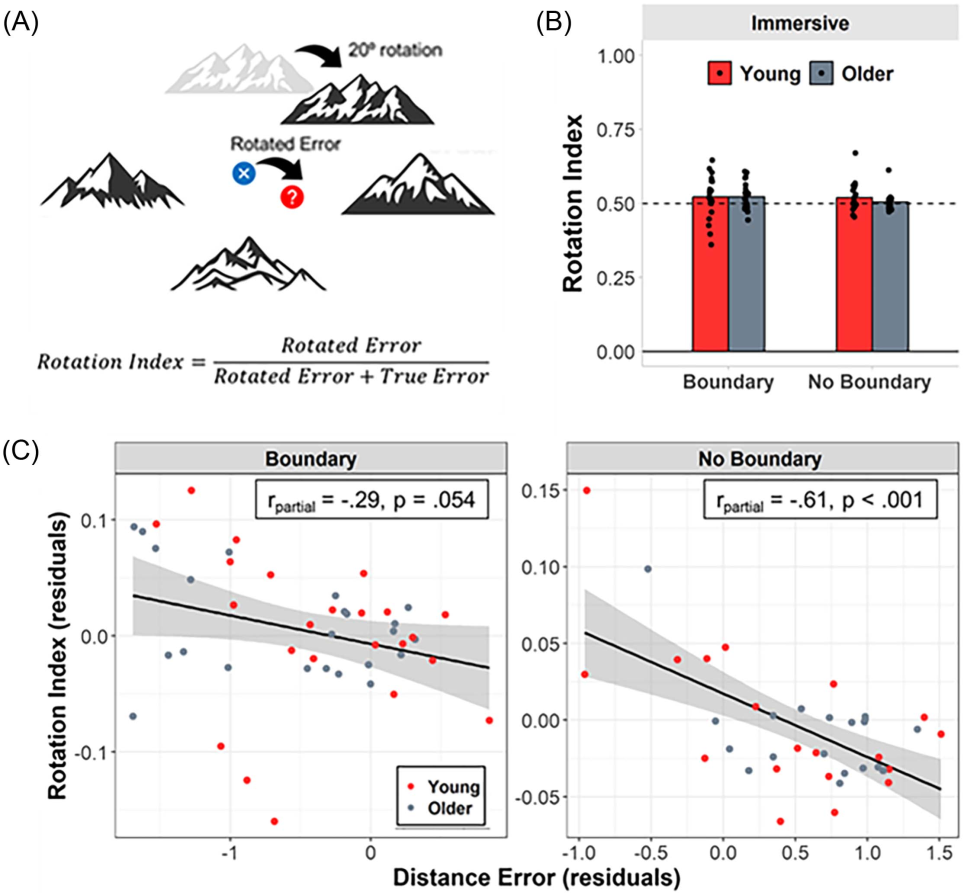 (A)
20º rotation
Rotated Error
×
?
Rotation Index = Rotated Error / Rotated Error + True Error
(B)
Immersive
Young Older
Rotation Index
1.00
0.75
0.50
0.25
0.00
Boundary No Boundary
(C)
Boundary
r partial = -.29, p = .054
Rotation Index (residuals)
0.1
0.0
-0.1
Young
Older
-1 0
No Boundary
r partial = -.61, p < .001
0.15
0.10
0.05
0.00
-0.05
-1.0 -0.5 0.0 0.5 1.0 1.5
Distance Error (residuals)